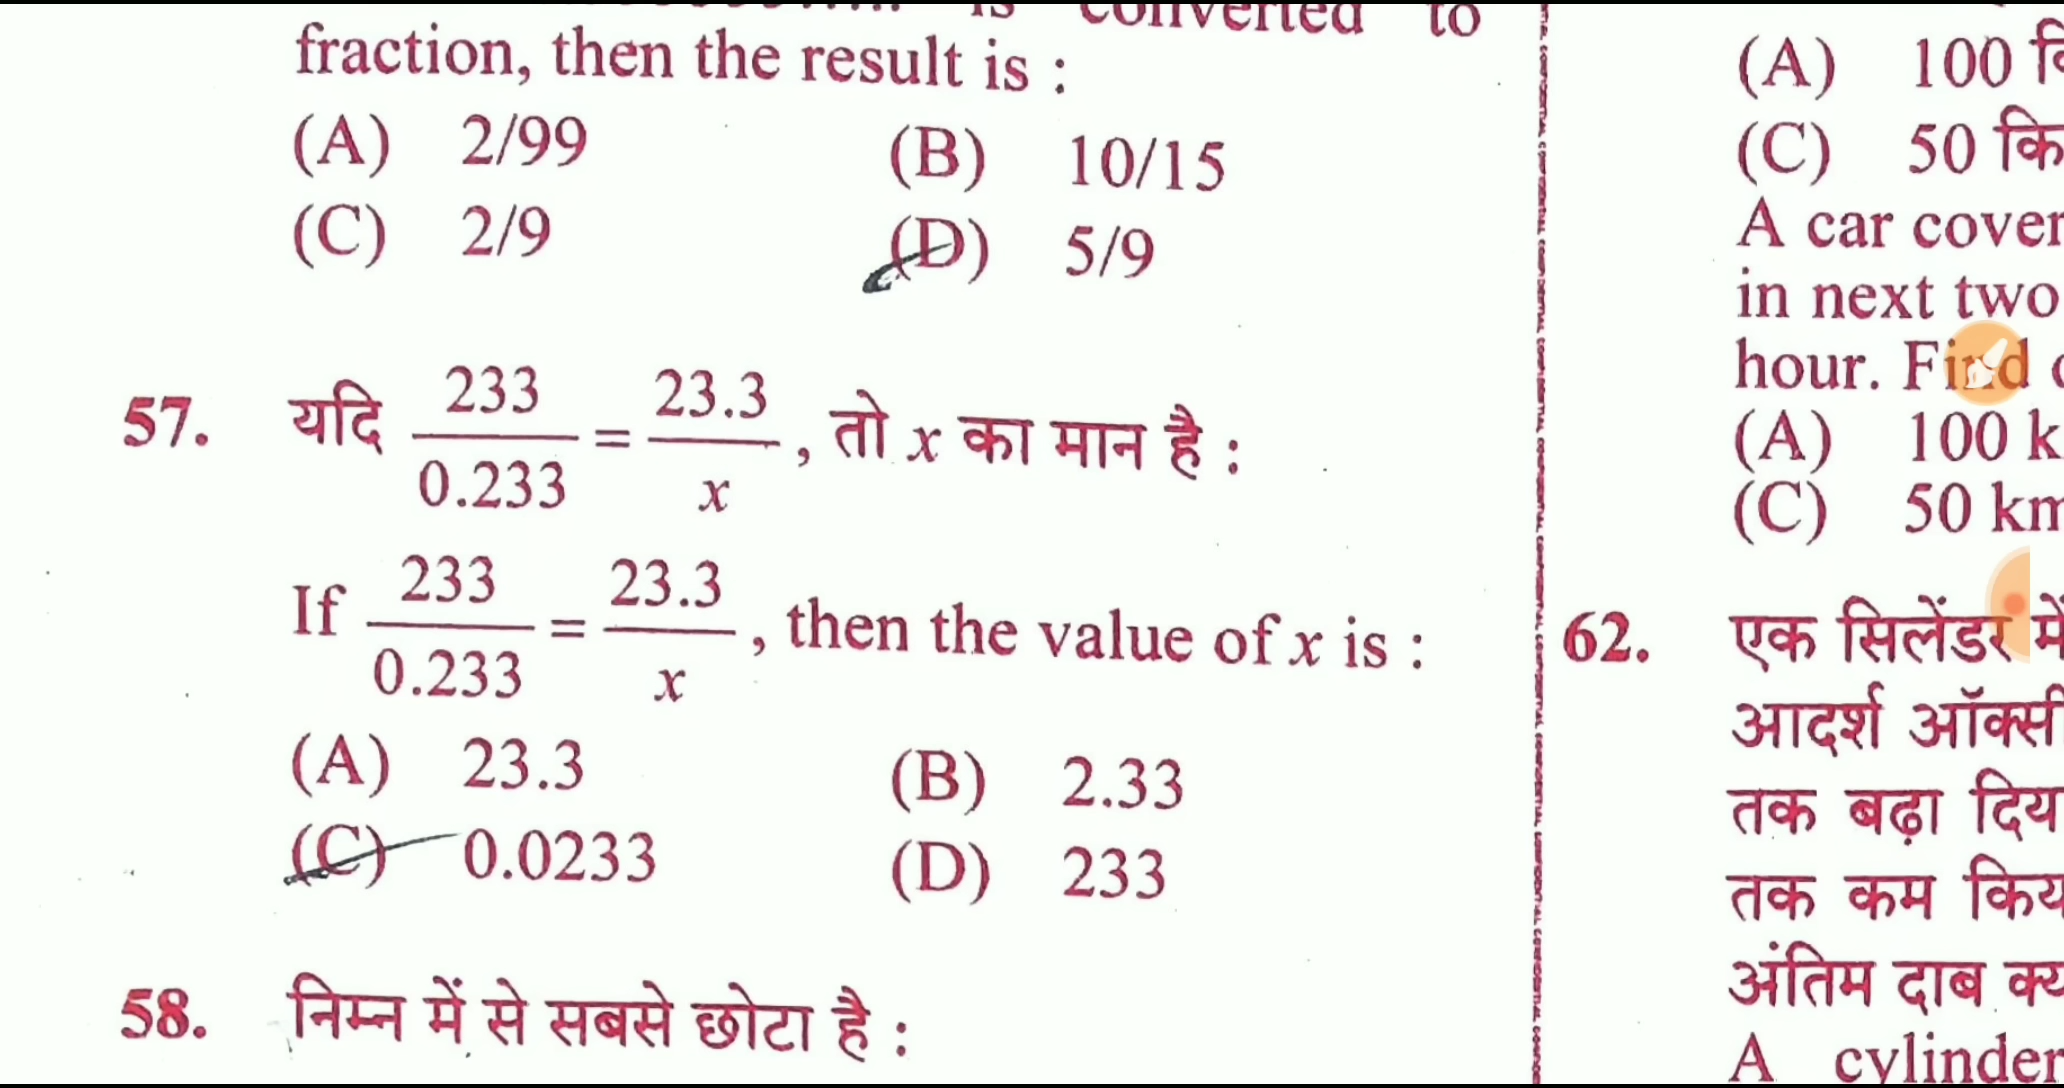 is converted to
fraction, then the result is :
(A) 2/99 (B) 10/15
(C) 2/9 (D) 5/9
57. यदि 233/0.233 = 23.3/x, तो x का मान है :
If 233/0.233 = 23.3/x, then the value of x is :
(A) 23.3 (B) 2.33
(C) 0.0233 (D) 233
58. निम्न में से सबसे छोटा है :
(A) 100
(C) 50 कि
A car cover
in next two
hour. Find
(A) 100 k
(C) 50 km
62. एक सिलेंडर में
आदर्श ऑक्सी
तक बढ़ा दिय
तक कम किय
अंतिम दाब क्य
A cylinder